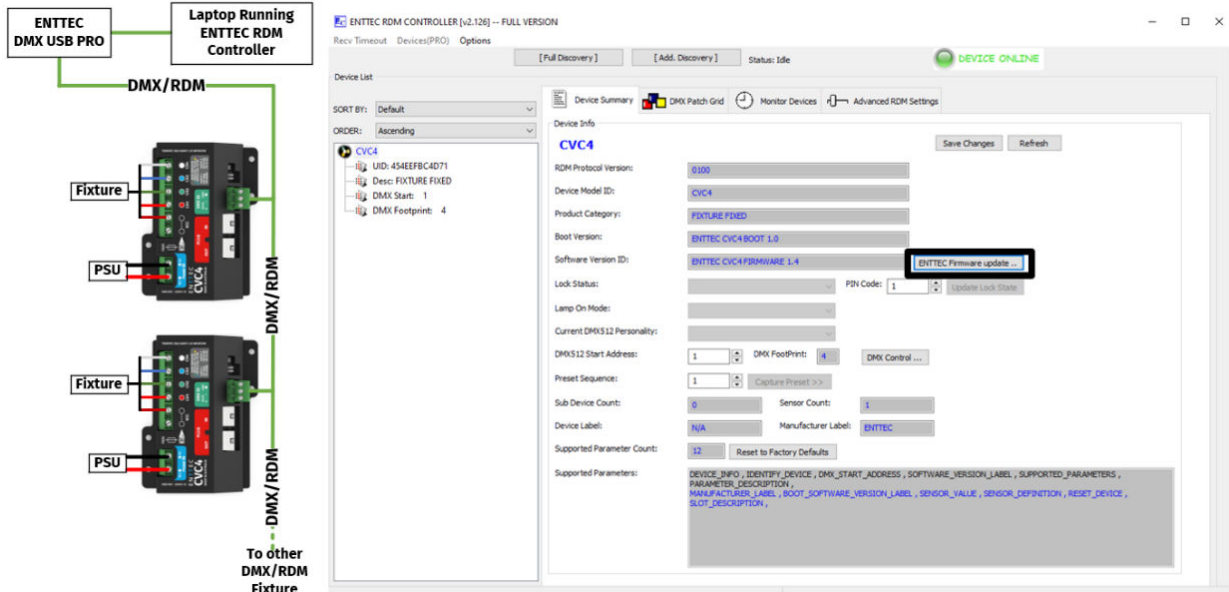 ENTTEC
DMX USB PRO
Laptop Running
ENTTEC RDM
Controller
DMX/RDM
Fixture
PSU
CVC4
DMX/RDM
Fixture
PSU
CVC4
DMX/RDM
To other
DMX/RDM
Fixture
ENTTEC RDM CONTROLLER [v2.126] -- FULL VERSION
Recv Timeout Devices(PRO) Options
[Full Discovery] [Add. Discovery] Status: Idle DEVICE ONLINE
Device List
SORT BY: Default
ORDER: Ascending
CVC4
UID: 454EEFBC4D71
Desc: FIXTURE FIXED
DMX Start: 1
DMX Footprint: 4
Device Summary DMX Patch Grid Monitor Devices Advanced RDM Settings
Device Info
CVC4 Save Changes Refresh
RDM Protocol Version: 0100
Device Model ID: CVC4
Product Category: FIXTURE FIXED
Boot Version: ENTTEC CVC4 BOOT 1.0
Software Version ID: ENTTEC CVC4 FIRMWARE 1.4 ENTTEC Firmware update ...
Lock Status: PIN Code: 1 Update Lock State
Lamp On Mode:
Current DMX512 Personality:
DMX512 Start Address: 1 DMX FootPrint: 4 DMX Control ...
Preset Sequence: 1 Capture Preset >>
Sub Device Count: 0 Sensor Count: 1
Device Label: N/A Manufacturer Label: ENTTEC
Supported Parameter Count: 12 Reset to Factory Defaults
Supported Parameters: DEVICE_INFO , IDENTIFY_DEVICE , DMX_START_ADDRESS , SOFTWARE_VERSION_LABEL , SUPPORTED_PARAMETERS ,
PARAMETER_DESCRIPTION ,
MANUFACTURER_LABEL , BOOT_SOFTWARE_VERSION_LABEL , SENSOR_VALUE , SENSOR_DEFINITION , RESET_DEVICE ,
SLOT_DESCRIPTION ,